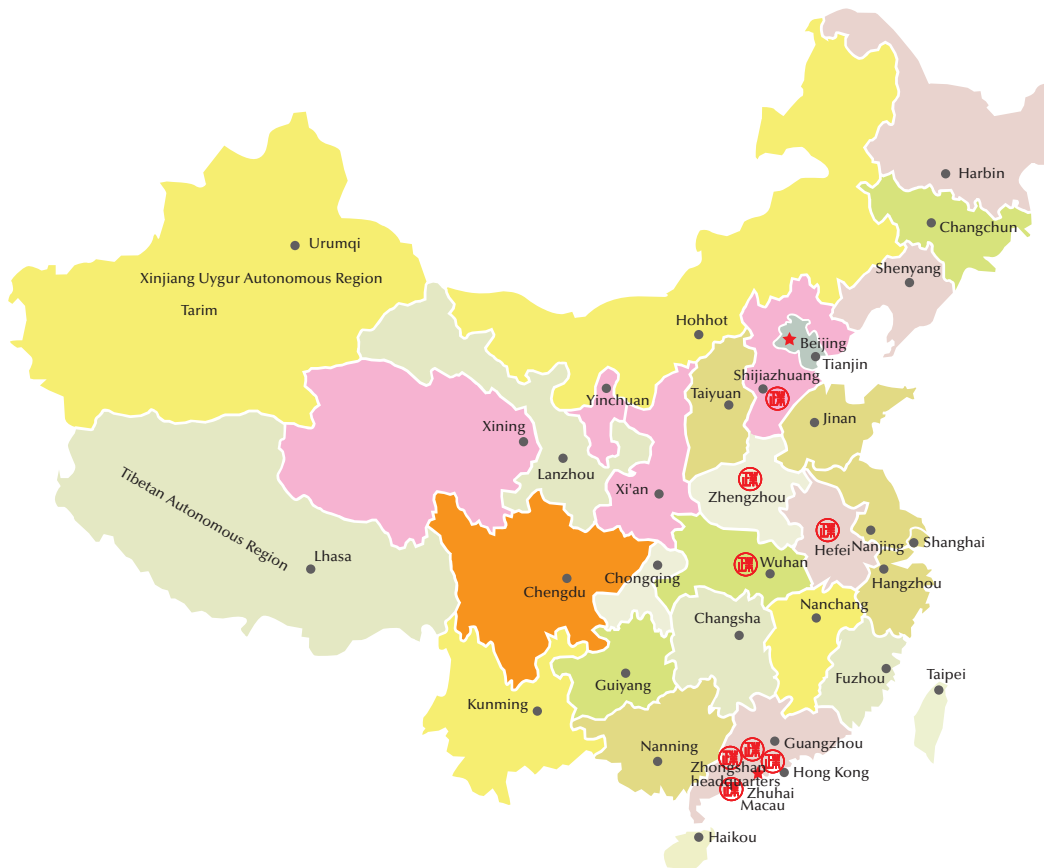 Harbin
Changchun
Shenyang
Urumqi
Xinjiang Uygur Autonomous Region
Tarim
Hohhot
Beijing
Tianjin
Shijiazhuang
Taiyuan
Yinchuan
Jinan
Xining
Lanzhou
Xi'an
Zhengzhou
Tibetan Autonomous Region
Lhasa
Hefei
Nanjing
Shanghai
Wuhan
Hangzhou
Chongqing
Chengdu
Nanchang
Changsha
Fuzhou
Taipei
Guiyang
Kunming
Nanning
Guangzhou
Zhongshan
headquarters
Hong Kong
Zhuhai
Macau
Haikou